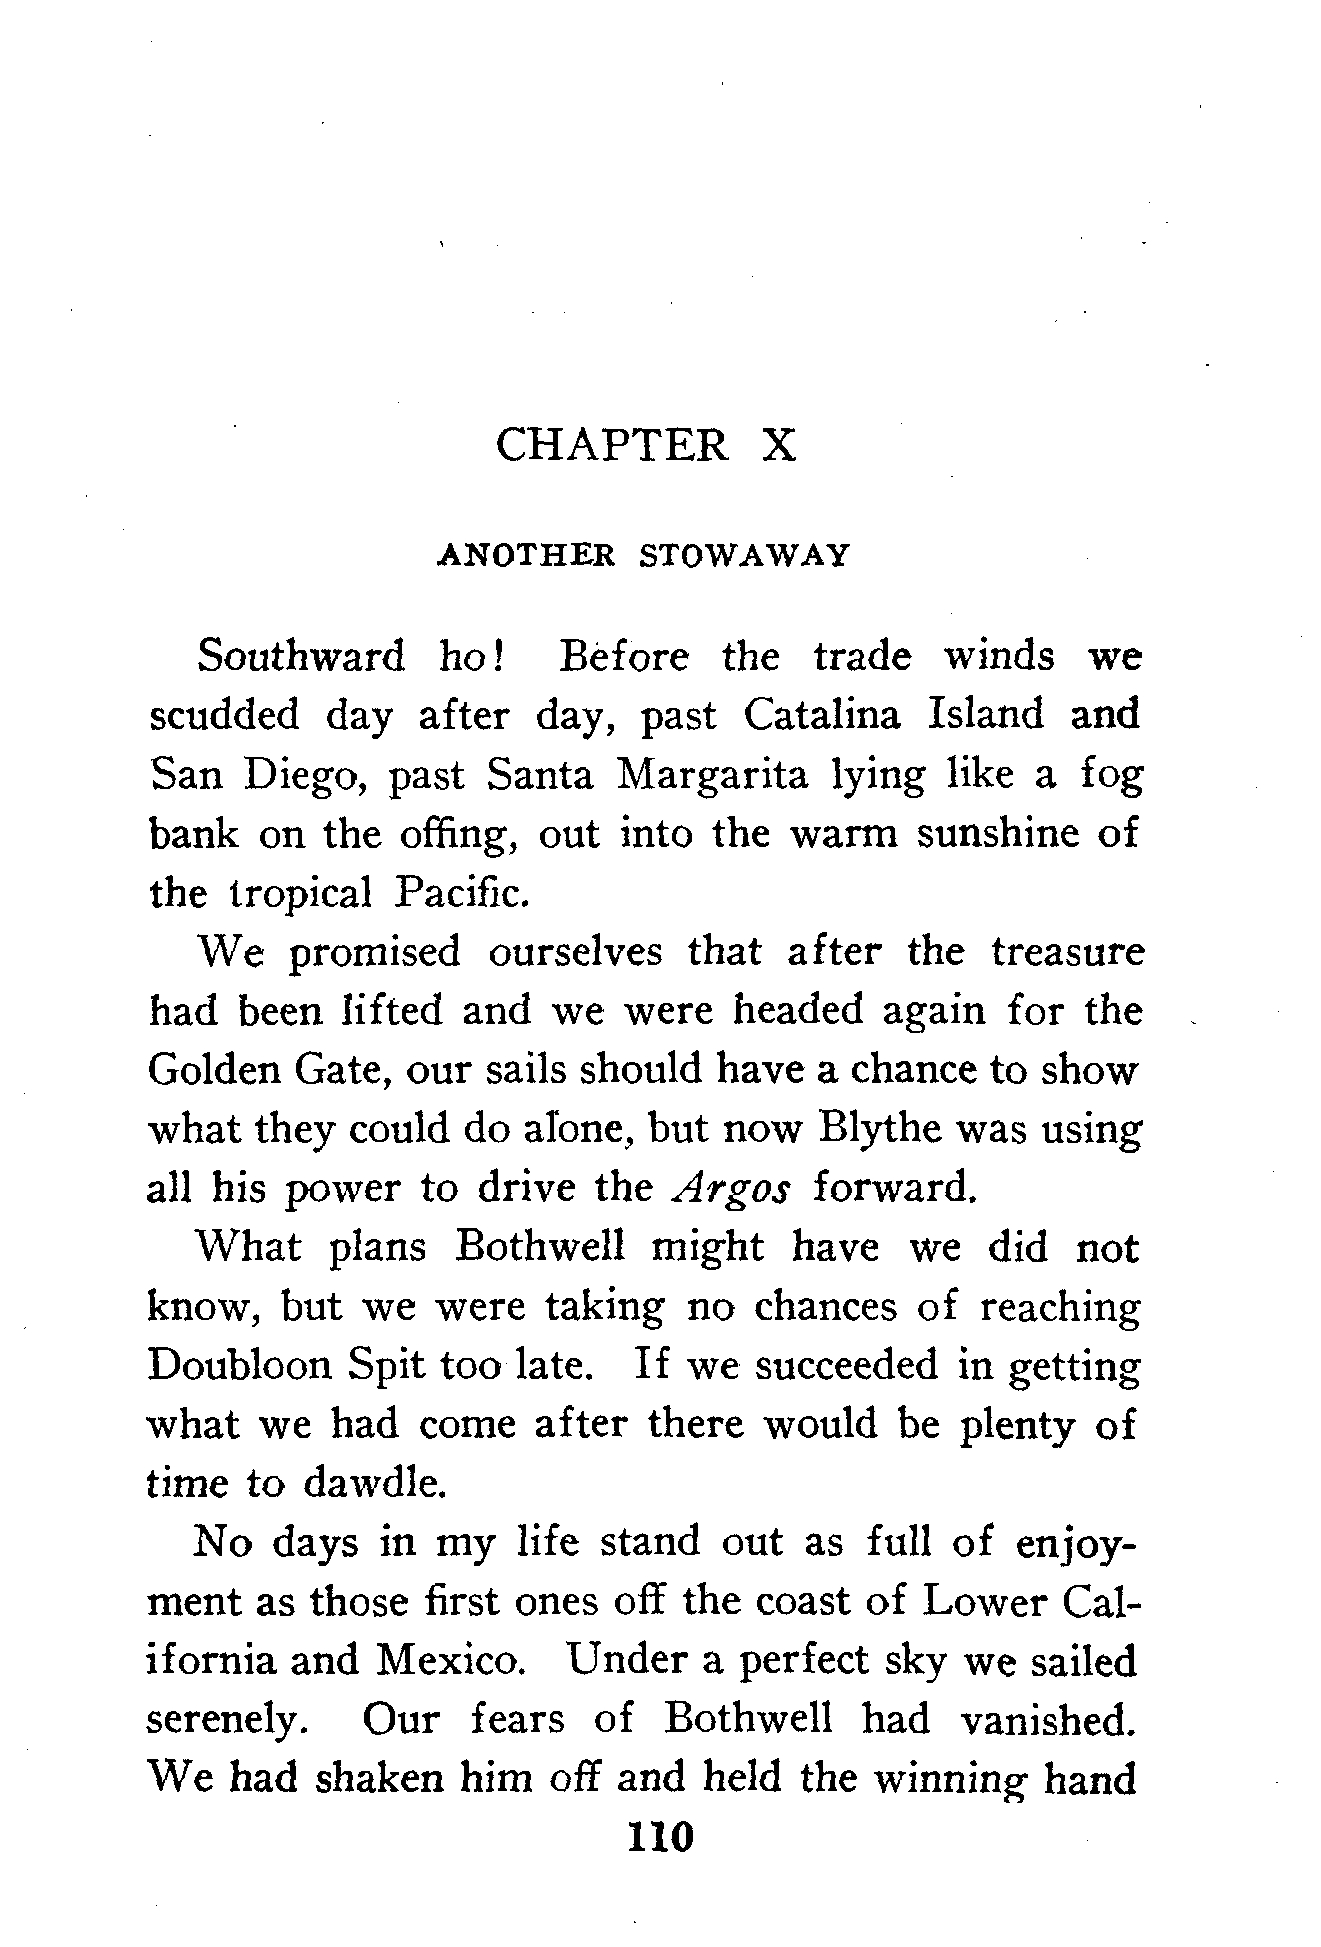 CHAPTER X
ANOTHER STOWAWAY
Southward ho! Before the trade winds we
scudded day after day, past Catalina Island and
San Diego, past Santa Margarita lying like a fog
bank on the offing, out into the warm sunshine of
the tropical Pacific.
We promised ourselves that after the treasure
had been lifted and we were headed again for the
Golden Gate, our sails should have a chance to show
what they could do alone, but now Blythe was using
all his power to drive the Argos forward.
What plans Bothwell might have we did not
know, but we were taking no chances of reaching
Doubloon Spit too late. If we succeeded in getting
what we had come after there would be plenty of
time to dawdle.
No days in my life stand out as full of enjoy-
ment as those first ones off the coast of Lower Cal-
ifornia and Mexico. Under a perfect sky we sailed
serenely. Our fears of Bothwell had vanished.
We had shaken him off and held the winning hand
110